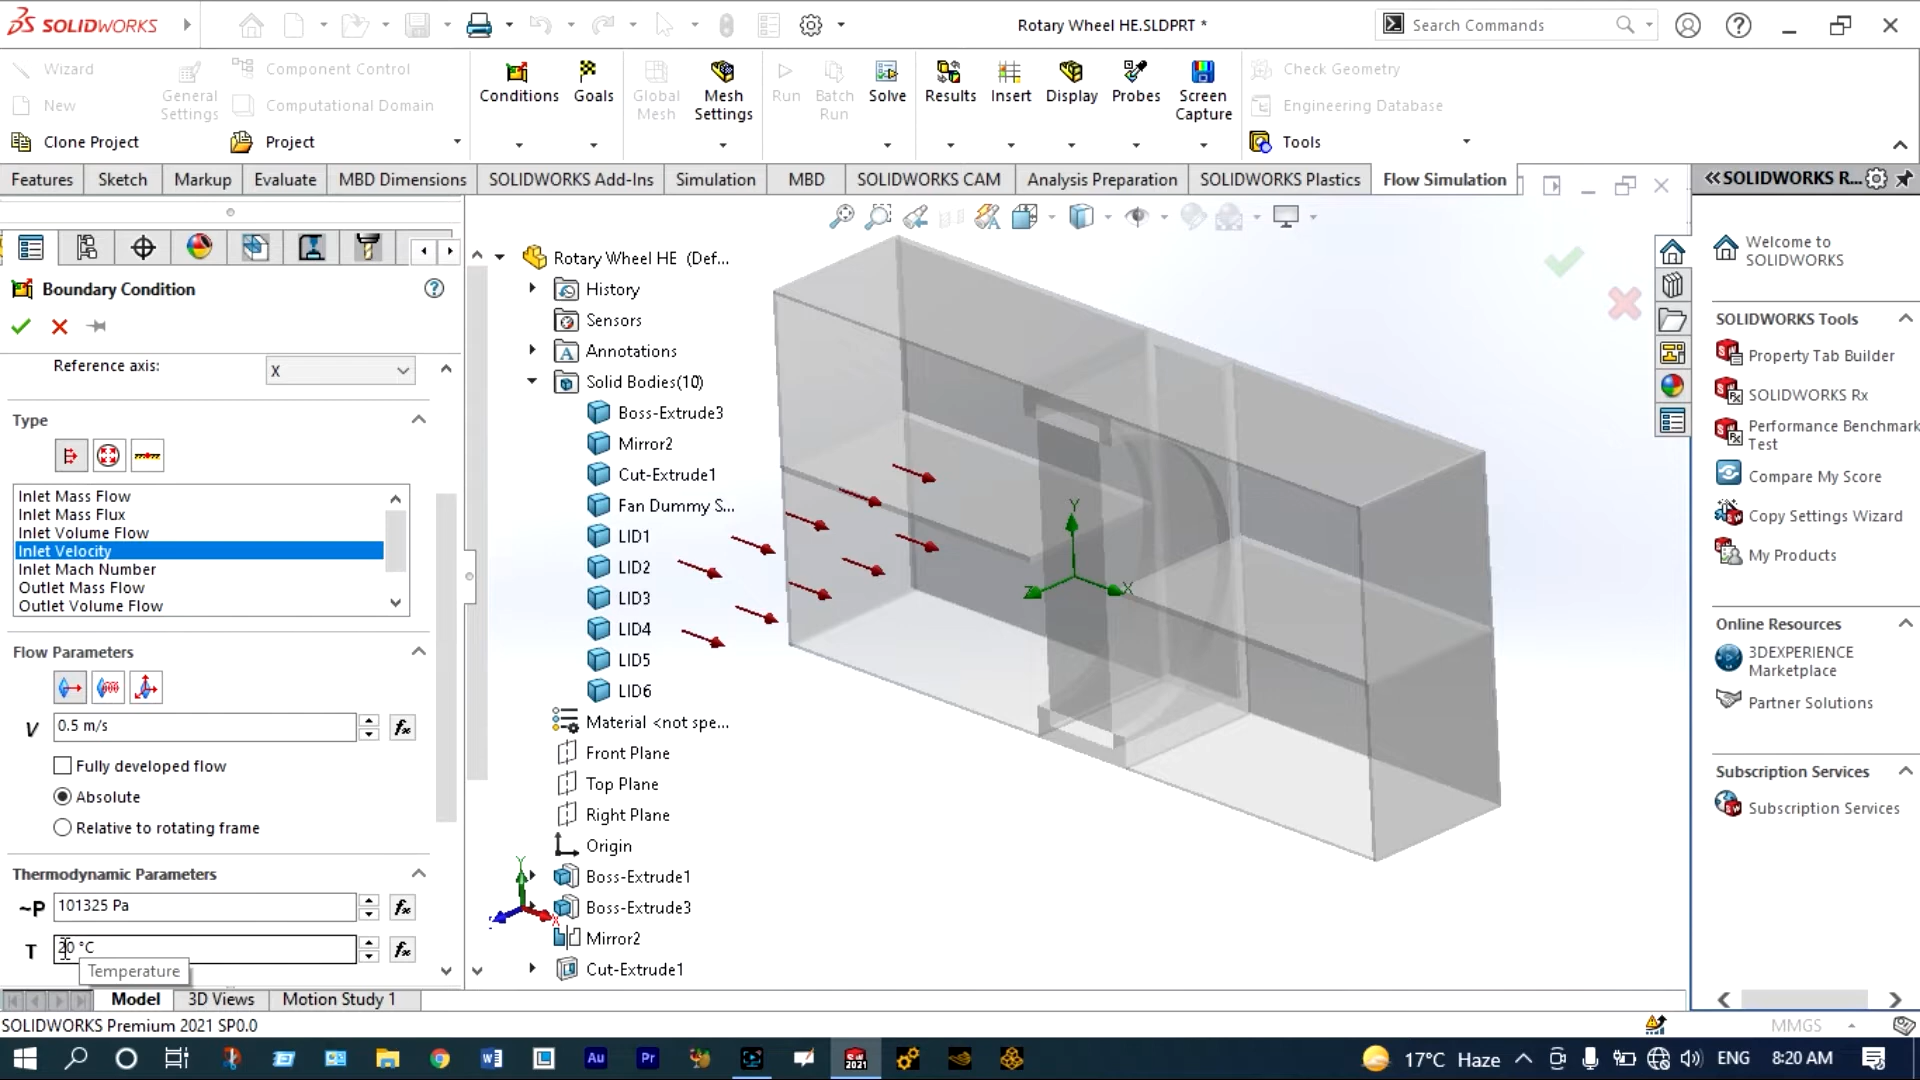 SOLIDWORKS
Rotary Wheel HE.SLDPRT *
Search Commands
Wizard
New
Clone Project
General Settings
Component Control
Computational Domain
Project
Conditions
Goals
Global Mesh
Mesh Settings
Run
Batch Run
Solve
Results
Insert
Display
Probes
Screen Capture
Check Geometry
Engineering Database
Tools
Features
Sketch
Markup
Evaluate
MBD Dimensions
SOLIDWORKS Add-Ins
Simulation
MBD
SOLIDWORKS CAM
Analysis Preparation
SOLIDWORKS Plastics
Flow Simulation
Boundary Condition
Reference axis:
X
Type
Inlet Mass Flow
Inlet Mass Flux
Inlet Volume Flow
Inlet Velocity
Inlet Mach Number
Outlet Mass Flow
Outlet Volume Flow
Flow Parameters
V
0.5 m/s
fx
Fully developed flow
Absolute
Relative to rotating frame
Thermodynamic Parameters
~P
101325 Pa
fx
T
20 °C
fx
Temperature
Rotary Wheel HE (Def...
History
Sensors
Annotations
Solid Bodies(10)
Boss-Extrude3
Mirror2
Cut-Extrude1
Fan Dummy S...
LID1
LID2
LID3
LID4
LID5
LID6
Material <not spe...
Front Plane
Top Plane
Right Plane
Origin
Boss-Extrude1
Boss-Extrude3
Mirror2
Cut-Extrude1
Y
X
Z
Y
X
SOLIDWORKS R...
Welcome to
SOLIDWORKS
SOLIDWORKS Tools
Property Tab Builder
SOLIDWORKS Rx
Performance Benchmark
Test
Compare My Score
Copy Settings Wizard
My Products
Online Resources
3DEXPERIENCE
Marketplace
Partner Solutions
Subscription Services
Subscription Services
Model
3D Views
Motion Study 1
SOLIDWORKS Premium 2021 SP0.0
MMGS
17°C Haze
ENG
8:20 AM